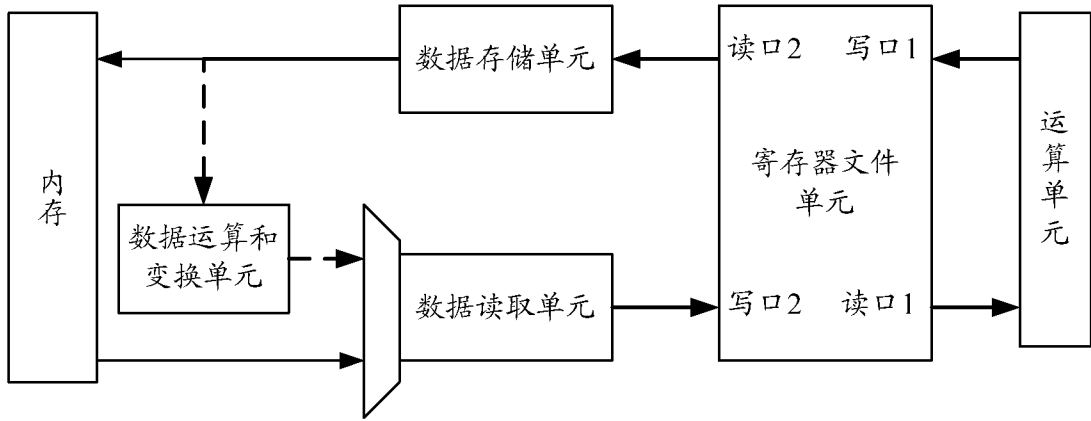 内存
数据存储单元
读口2 写口1
运算单元
寄存器文件
单元
数据运算和
变换单元
数据读取单元
写口2 读口1